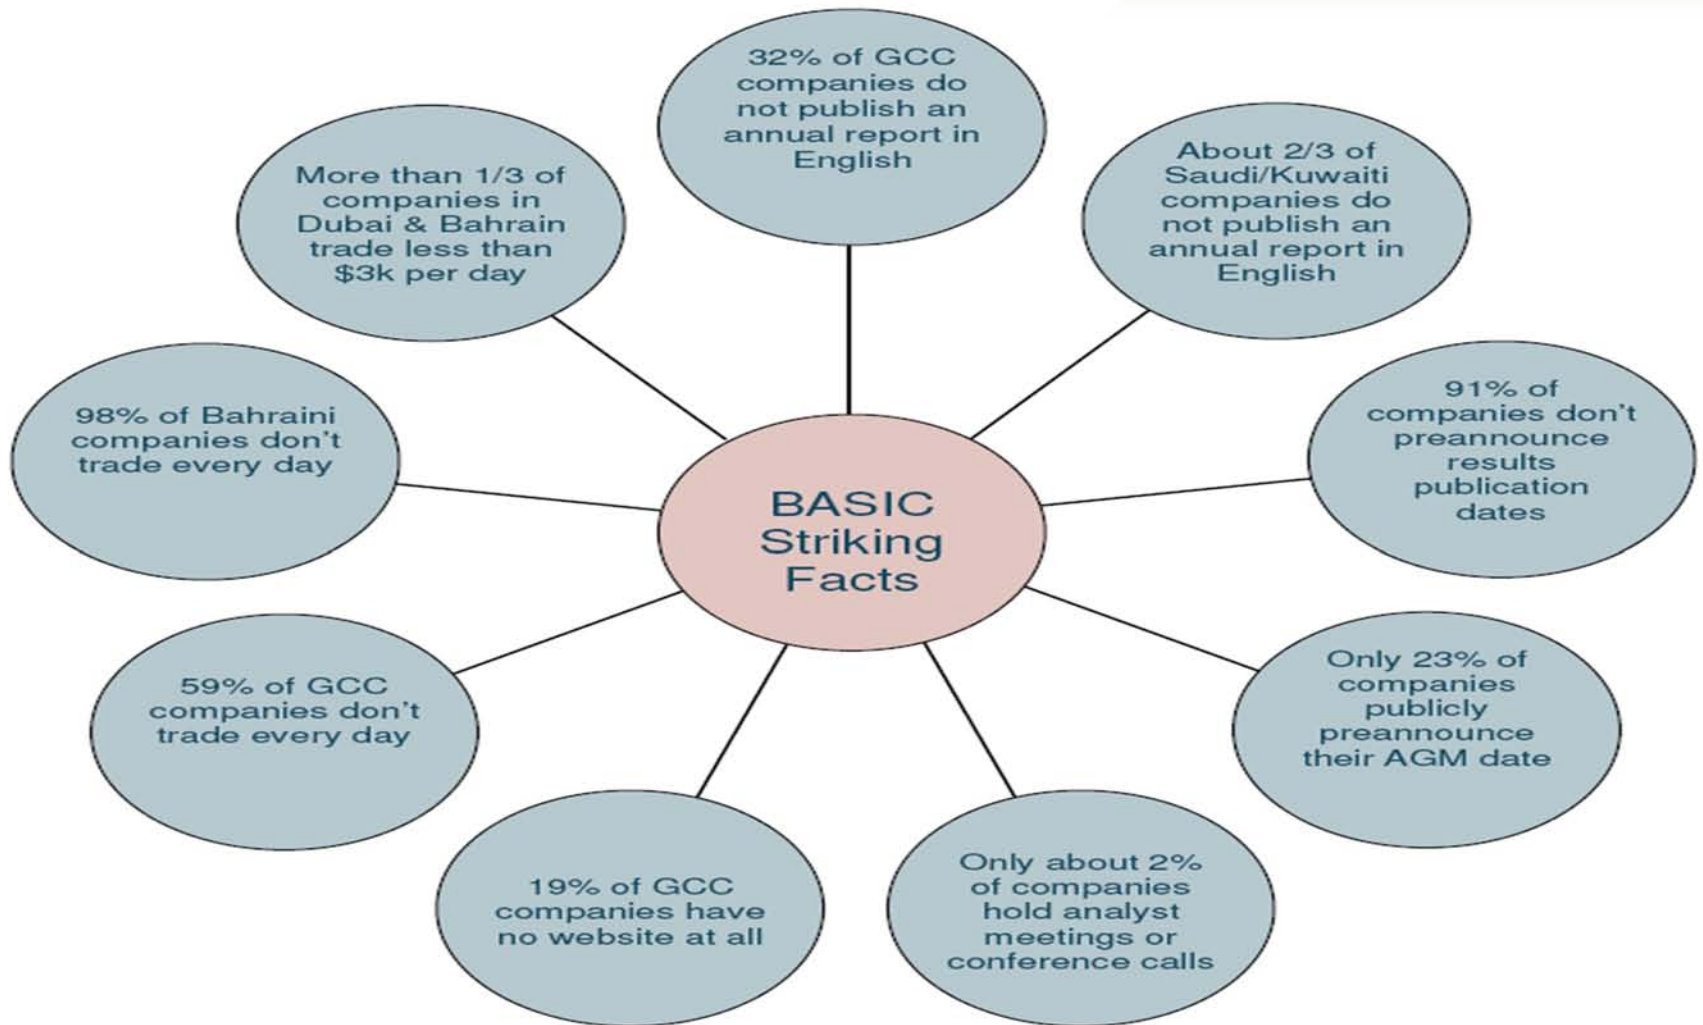 32% of GCC
companies do
not publish an
annual report in
English
About 2/3 of
Saudi/Kuwaiti
companies do
not publish an
annual report in
English
91% of
companies don't
preannounce
results
publication
dates
Only 23% of
companies
publicly
preannounce
their AGM date
Only about 2%
of companies
hold analyst
meetings or
conference calls
19% of GCC
companies have
no website at all
59% of GCC
companies don't
trade every day
98% of Bahraini
companies don't
trade every day
More than 1/3 of
companies in
Dubai & Bahrain
trade less than
$3k per day
BASIC
Striking
Facts